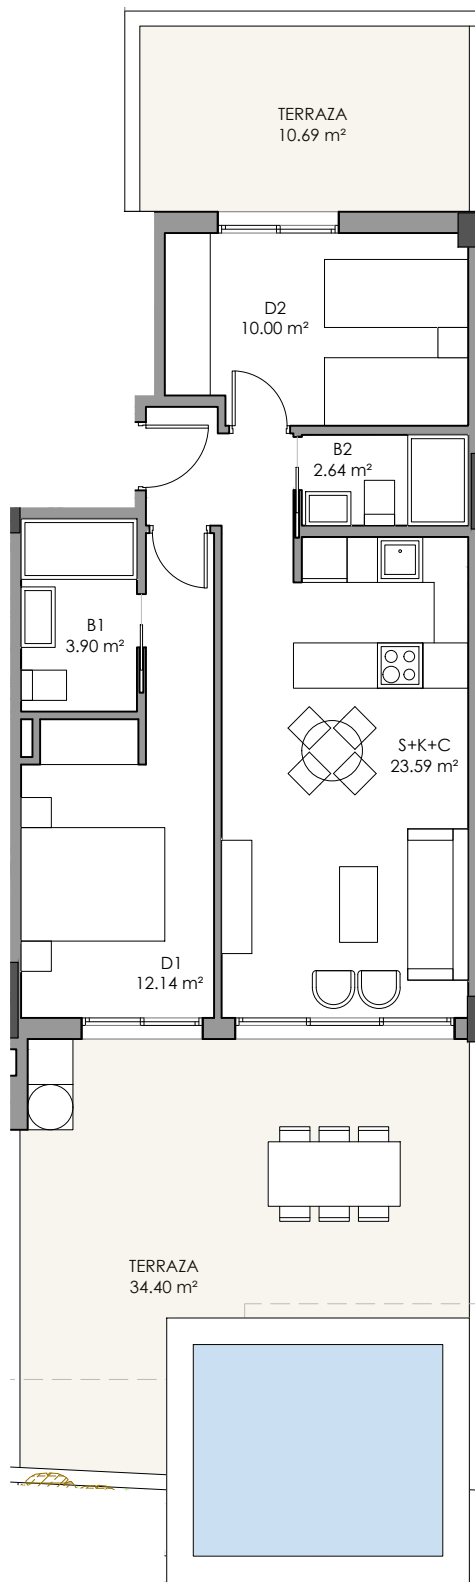 TERRAZA
10.69 m²
D2
10.00 m²
B2
2.64 m²
B1
3.90 m²
S+K+C
23.59 m²
D1
12.14 m²
TERRAZA
34.40 m²